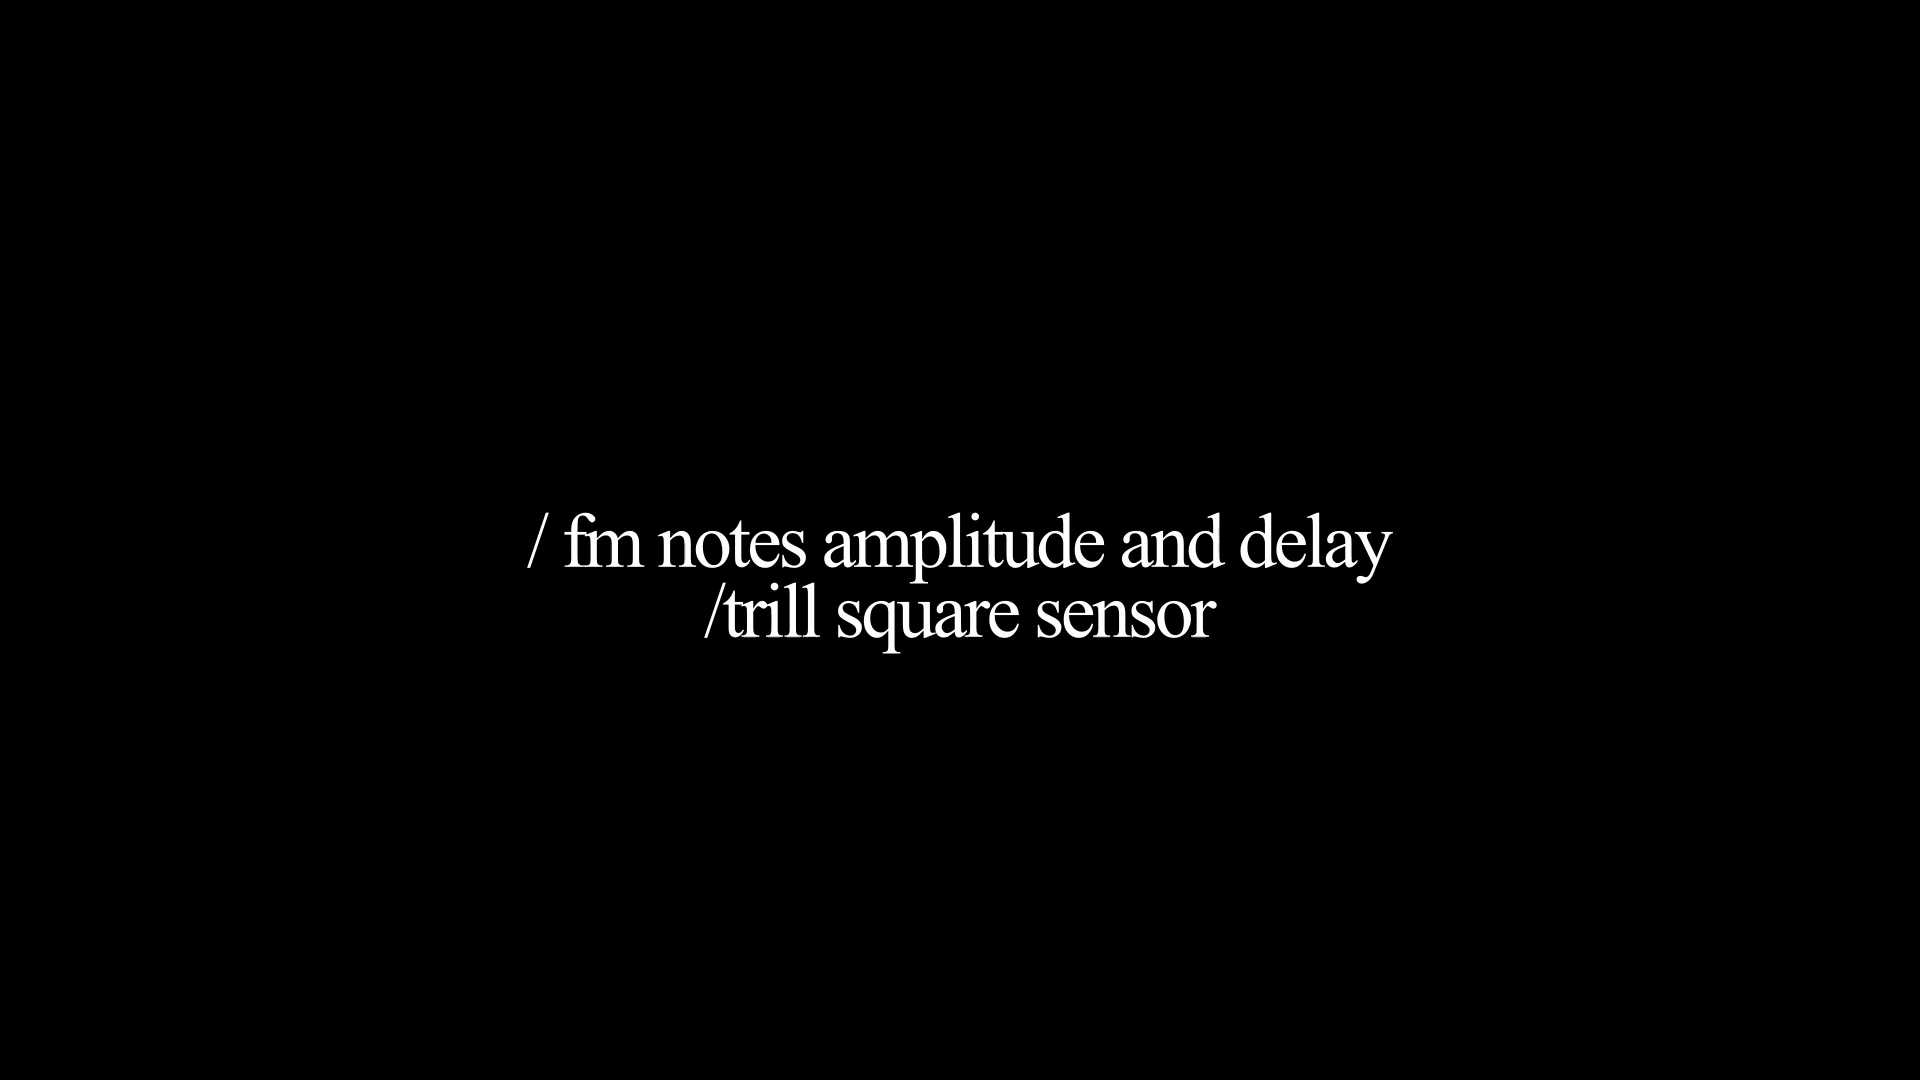 / fm notes amplitude and delay
/trill square sensor